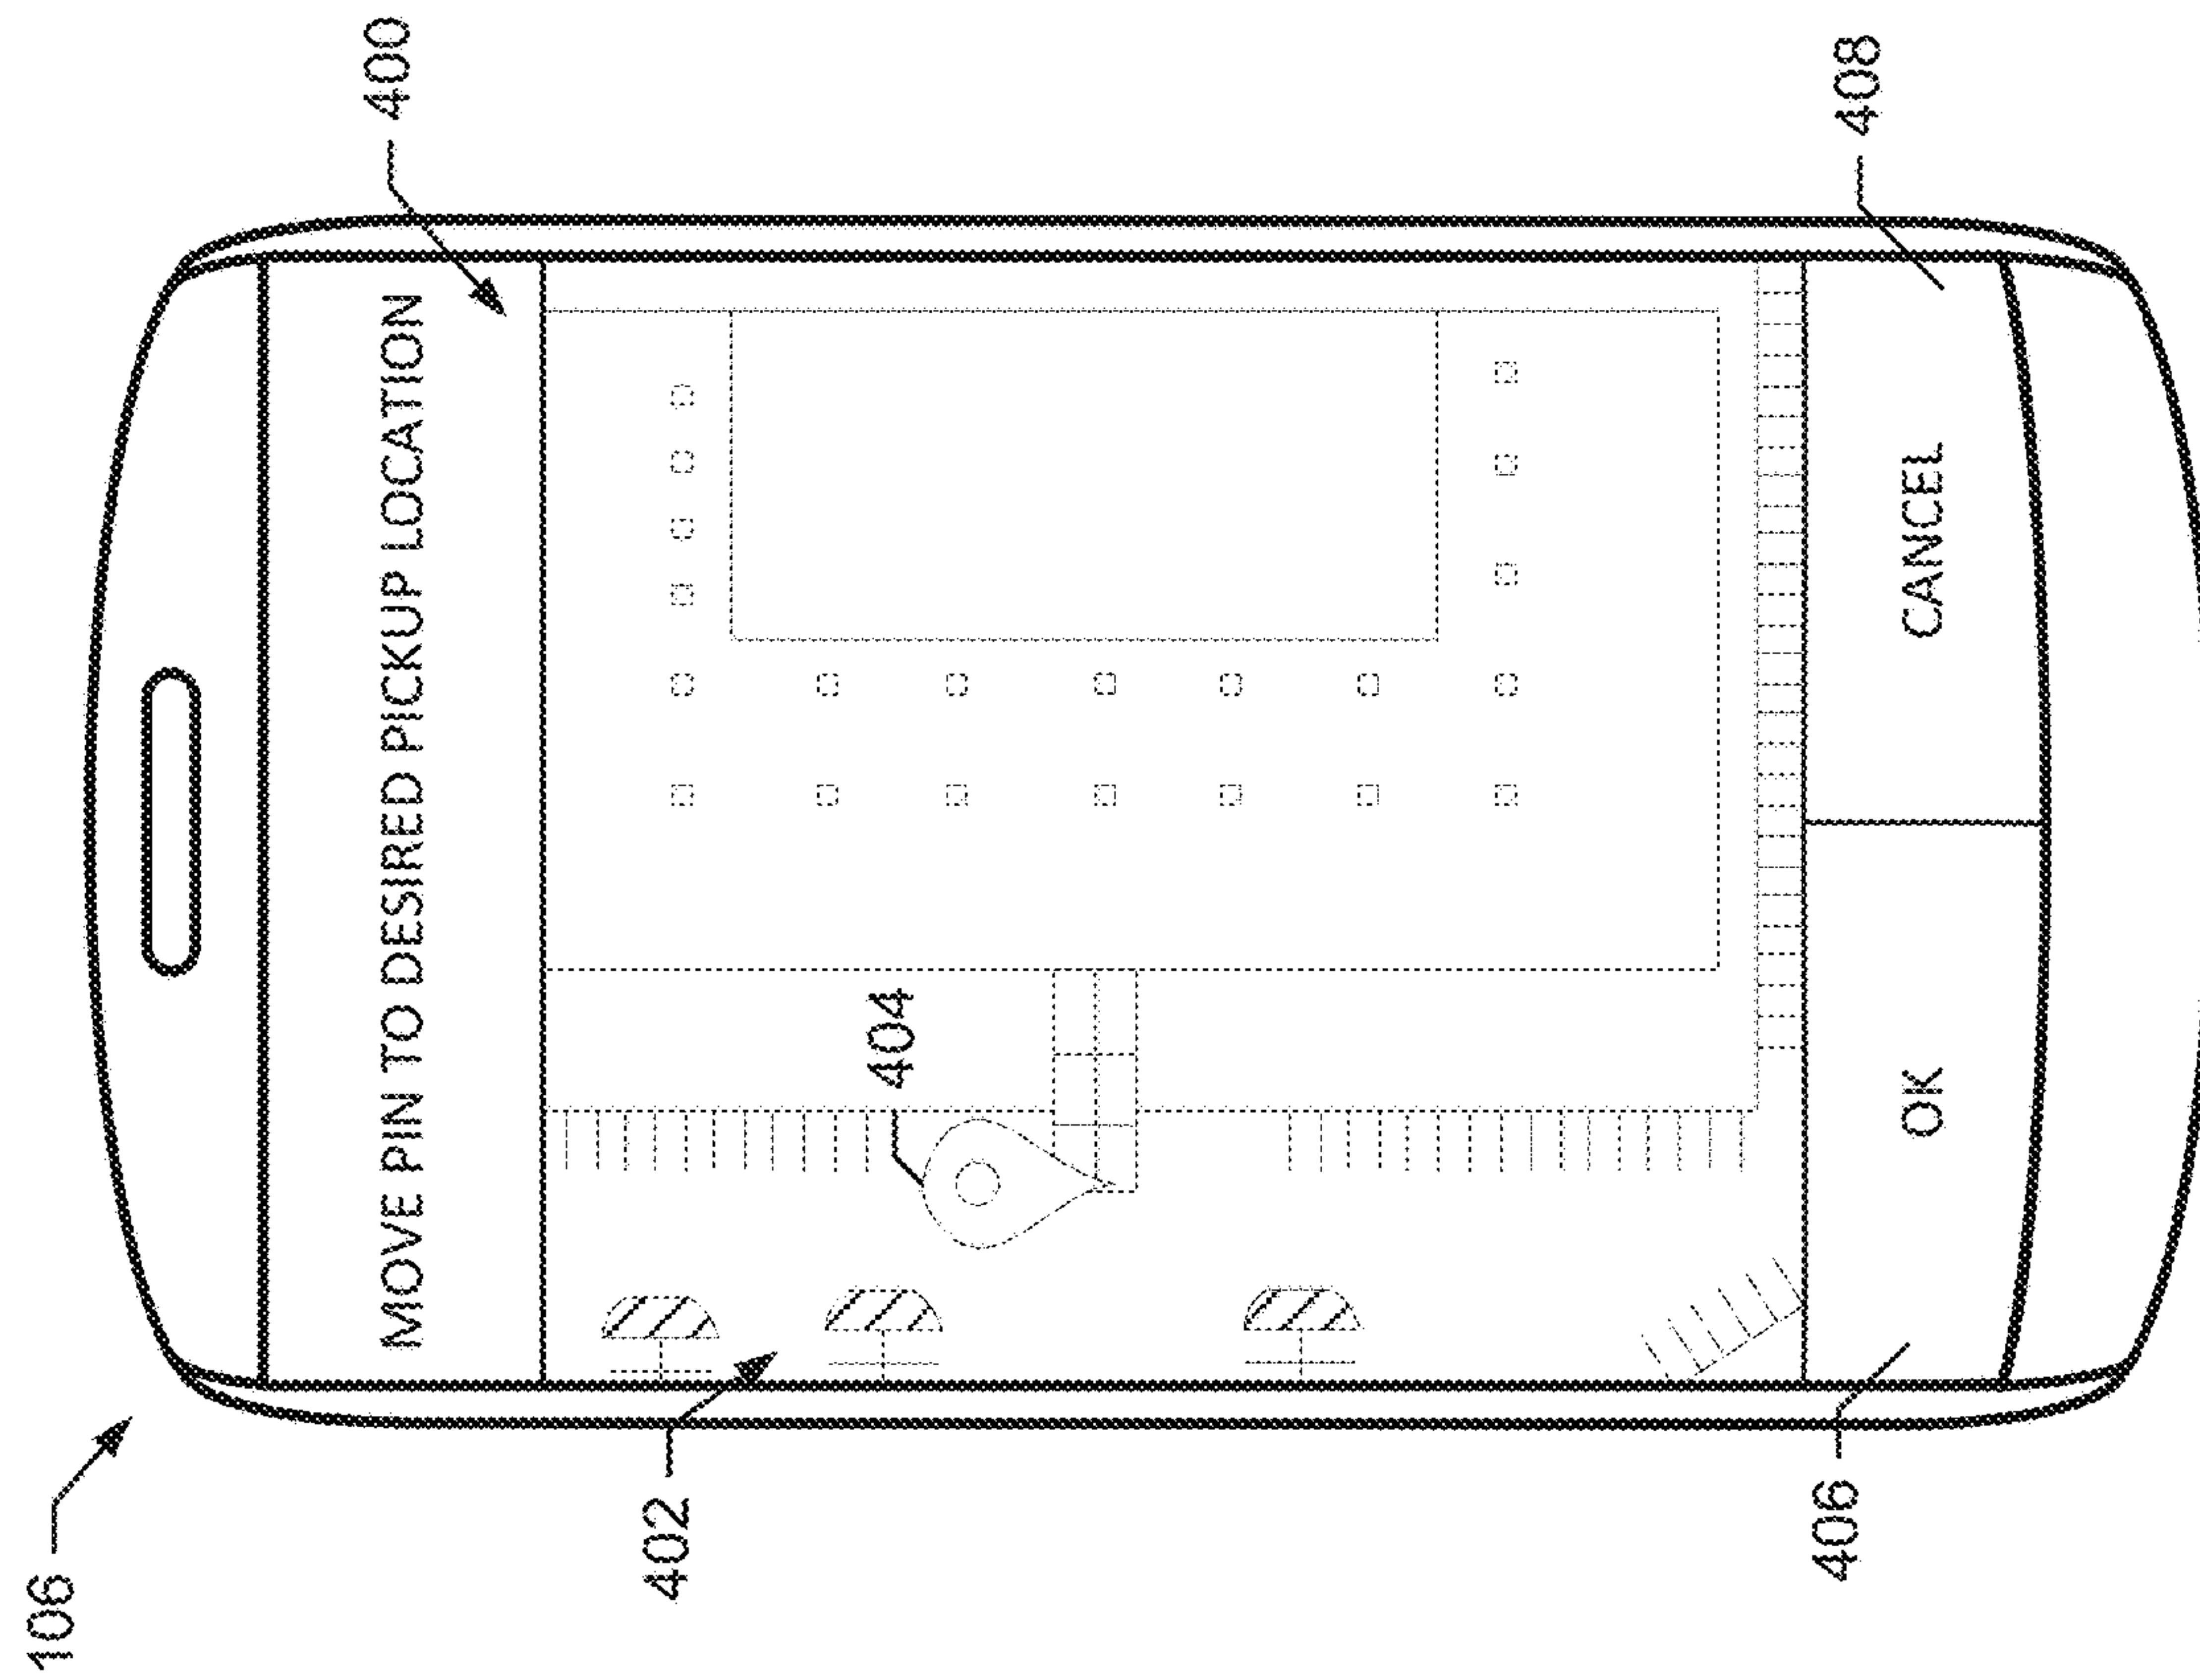 106
400
MOVE PIN TO DESIRED PICKUP LOCATION
402
404
OK
CANCEL
406
408